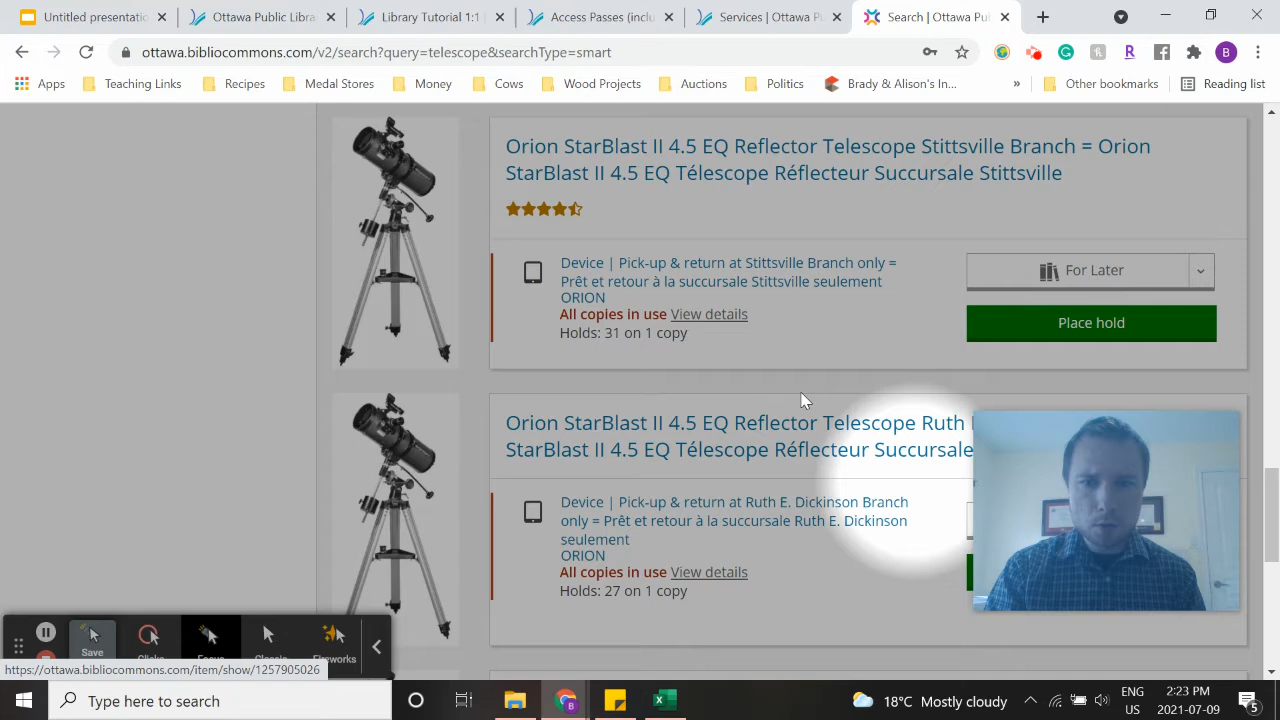 Untitled presentati
Ottawa Public Libra
Library Tutorial 1:1
Access Passes (inclu
Services | Ottawa Pu
Search | Ottawa Pu
ottawa.bibliocommons.com/v2/search?query=telescope&searchType=smart
Apps
Teaching Links
Recipes
Medal Stores
Money
Cows
Wood Projects
Auctions
Politics
Brady & Alison's In...
»
Other bookmarks
Reading list
Orion StarBlast II 4.5 EQ Reflector Telescope Stittsville Branch = Orion
StarBlast II 4.5 EQ Télescope Réflecteur Succursale Stittsville
Device | Pick-up & return at Stittsville Branch only =
Prêt et retour à la succursale Stittsville seulement
ORION
All copies in use View details
Holds: 31 on 1 copy
For Later
Place hold
Orion StarBlast II 4.5 EQ Reflector Telescope Ruth
StarBlast II 4.5 EQ Télescope Réflecteur Succursale
Device | Pick-up & return at Ruth E. Dickinson Branch
only = Prêt et retour à la succursale Ruth E. Dickinson
seulement
ORION
All copies in use View details
Holds: 27 on 1 copy
Save
Clicks
Focus
Classic
Fireworks
https://ottawa.bibliocommons.com/item/show/1257905026
Type here to search
18°C Mostly cloudy
ENG
US
2:23 PM
2021-07-09
5